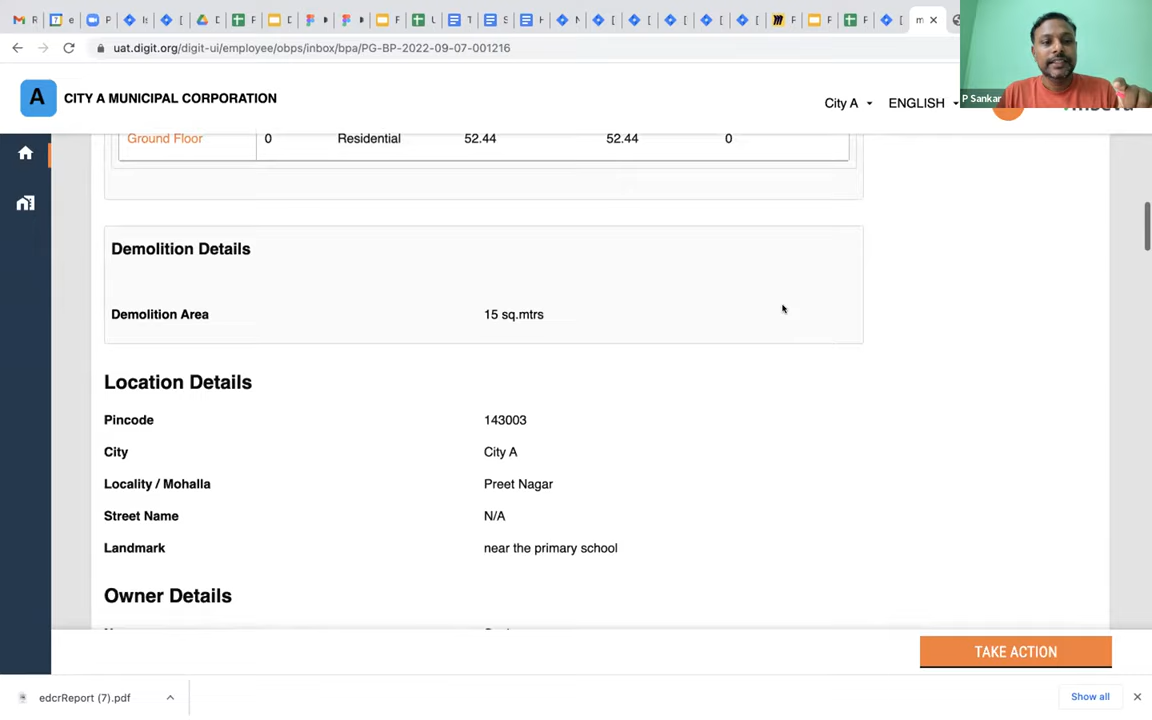 uat.digit.org/digit-ui/employee/obps/inbox/bpa/PG-BP-2022-09-07-001216
P Sankar
A
CITY A MUNICIPAL CORPORATION
City A
ENGLISH
Ground Floor 0 Residential 52.44 52.44 0
Demolition Details
Demolition Area 15 sq.mtrs
Location Details
Pincode 143003
City City A
Locality / Mohalla Preet Nagar
Street Name N/A
Landmark near the primary school
Owner Details
TAKE ACTION
edcrReport (7).pdf
Show all